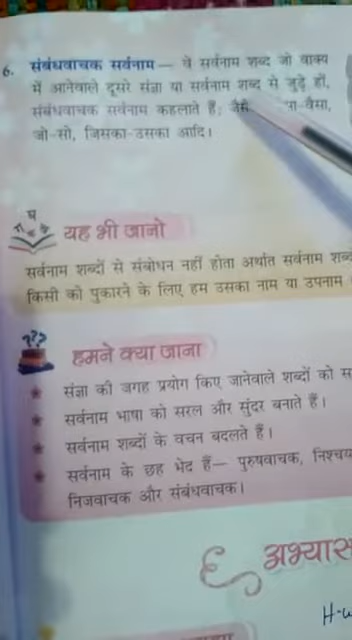 6. संबंधवाचक सर्वनाम — वे सर्वनाम शब्द जो वाक्य
में आनेवाले दूसरे संज्ञा या सर्वनाम शब्द से जुड़े हों,
संबंधवाचक सर्वनाम कहलाते हैं; जैसे
जो-सो, जिसका-उसका आदि।
यह भी जानो
सर्वनाम शब्दों से संबोधन नहीं होता अर्थात सर्वनाम
किसी को पुकारने के लिए हम उसका नाम या उपनाम
???
हमने क्या जाना
* संज्ञा की जगह प्रयोग किए जानेवाले शब्दों को
* सर्वनाम भाषा को सरल और सुंदर बनाते हैं।
* सर्वनाम शब्दों के वचन बदलते हैं।
* सर्वनाम के छह भेद हैं— पुरुषवाचक,
निजवाचक और संबंधवाचक।